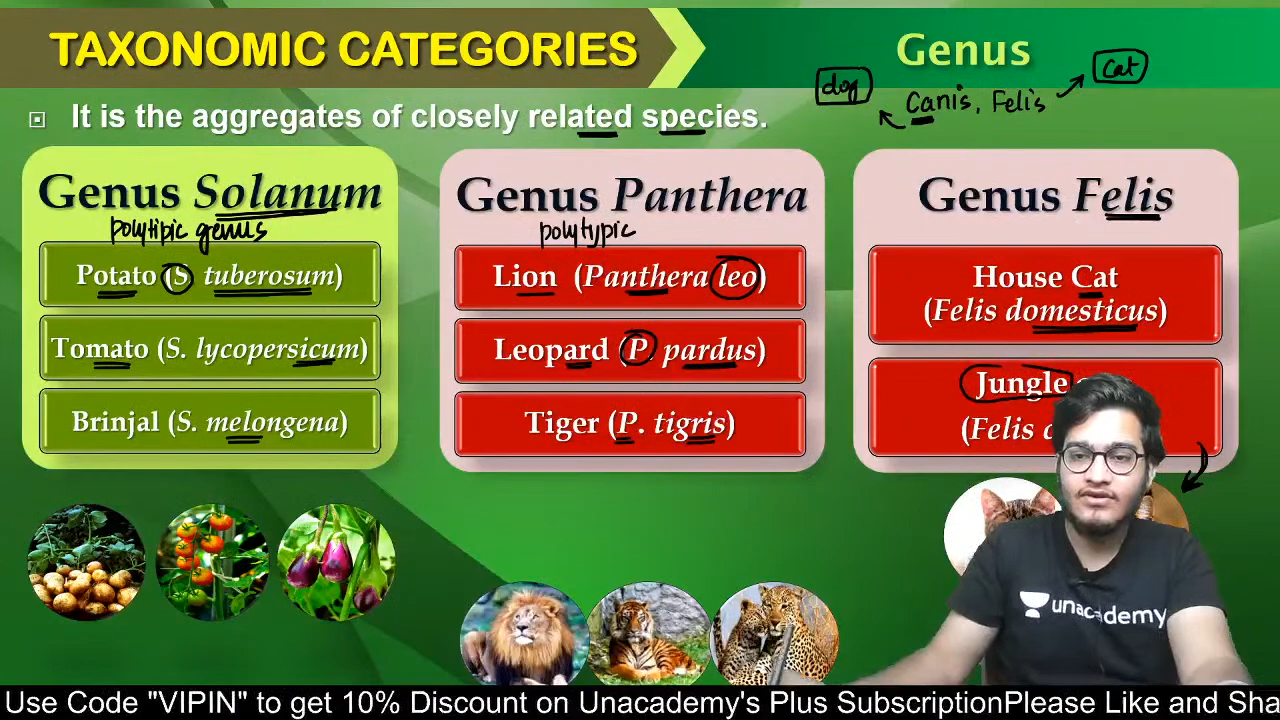 TAXONOMIC CATEGORIES
Genus
dog
cat
Canis, Felis
It is the aggregates of closely related species.
Genus Solanum
polytipic genus
Potato (S tuberosum)
Tomato (S. lycopersicum)
Brinjal (S. melongena)
Genus Panthera
polytypic
Lion (Panthera leo)
Leopard (P pardus)
Tiger (P. tigris)
Genus Felis
House Cat
(Felis domesticus)
Jungle
(Felis
unacademy
Use Code "VIPIN" to get 10% Discount on Unacademy's Plus SubscriptionPlease Like and Sha